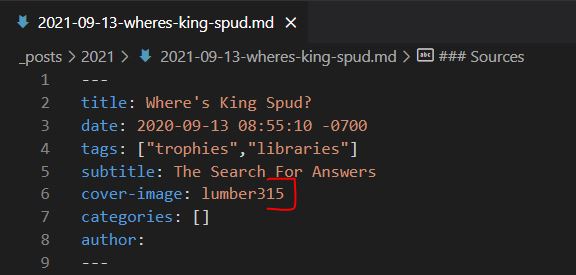 2021-09-13-wheres-king-spud.md ×
_posts > 2021 > 2021-09-13-wheres-king-spud.md > abc ### Sources
1 ---
2 title: Where's King Spud?
3 date: 2020-09-13 08:55:10 -0700
4 tags: ["trophies","libraries"]
5 subtitle: The Search For Answers
6 cover-image: lumber315
7 categories: []
8 author:
9 ---